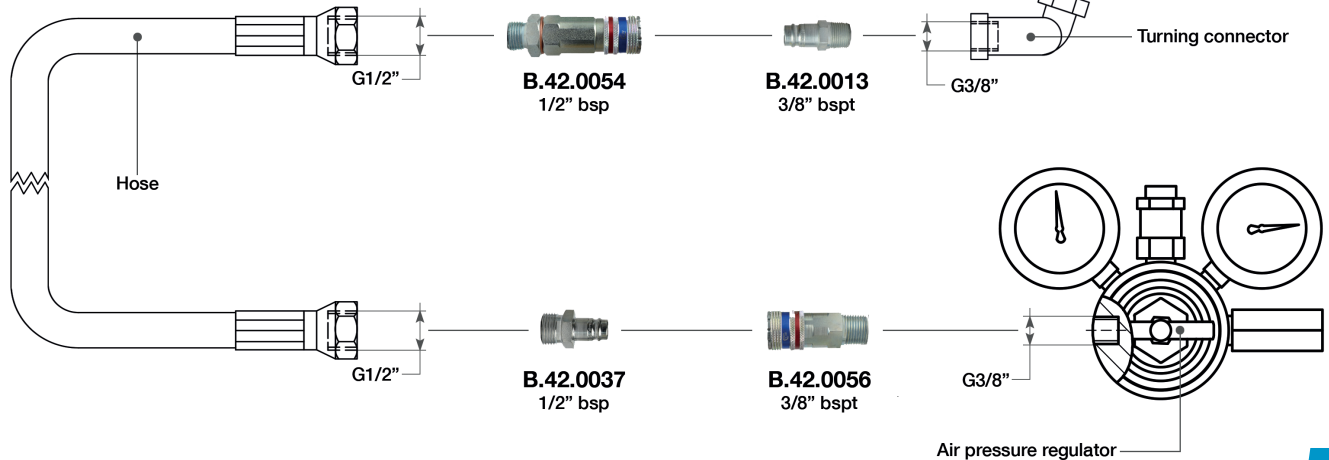 Turning connector
G1/2”
B.42.0054
1/2” bsp
B.42.0013
3/8” bspt
G3/8”
Hose
G1/2”
B.42.0037
1/2” bsp
B.42.0056
3/8” bspt
G3/8”
Air pressure regulator